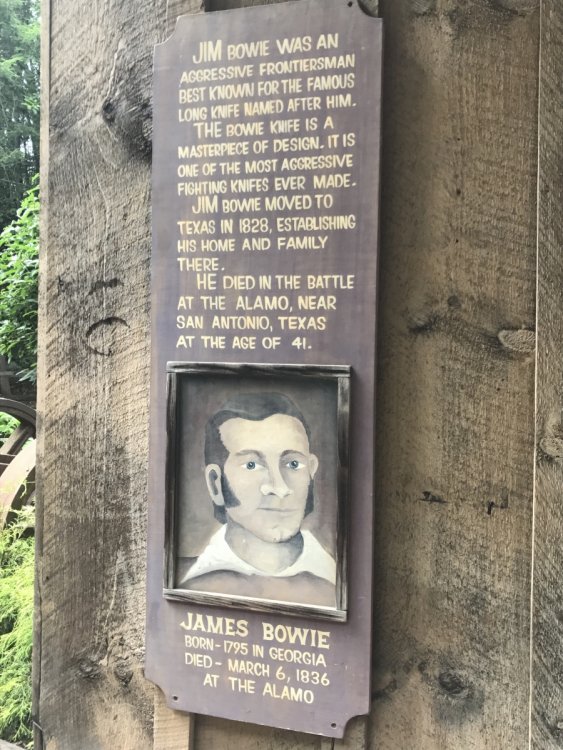 JIM BOWIE WAS AN
AGGRESSIVE FRONTIERSMAN
BEST KNOWN FOR THE FAMOUS
LONG KNIFE NAMED AFTER HIM.
THE BOWIE KNIFE IS A
MASTERPIECE OF DESIGN. IT IS
ONE OF THE MOST AGGRESSIVE
FIGHTING KNIFES EVER MADE.
JIM BOWIE MOVED TO
TEXAS IN 1828, ESTABLISHING
HIS HOME AND FAMILY
THERE.
HE DIED IN THE BATTLE
AT THE ALAMO, NEAR
SAN ANTONIO, TEXAS
AT THE AGE OF 41.
JAMES BOWIE
BORN-1795 IN GEORGIA
DIED-MARCH 6, 1836
AT THE ALAMO